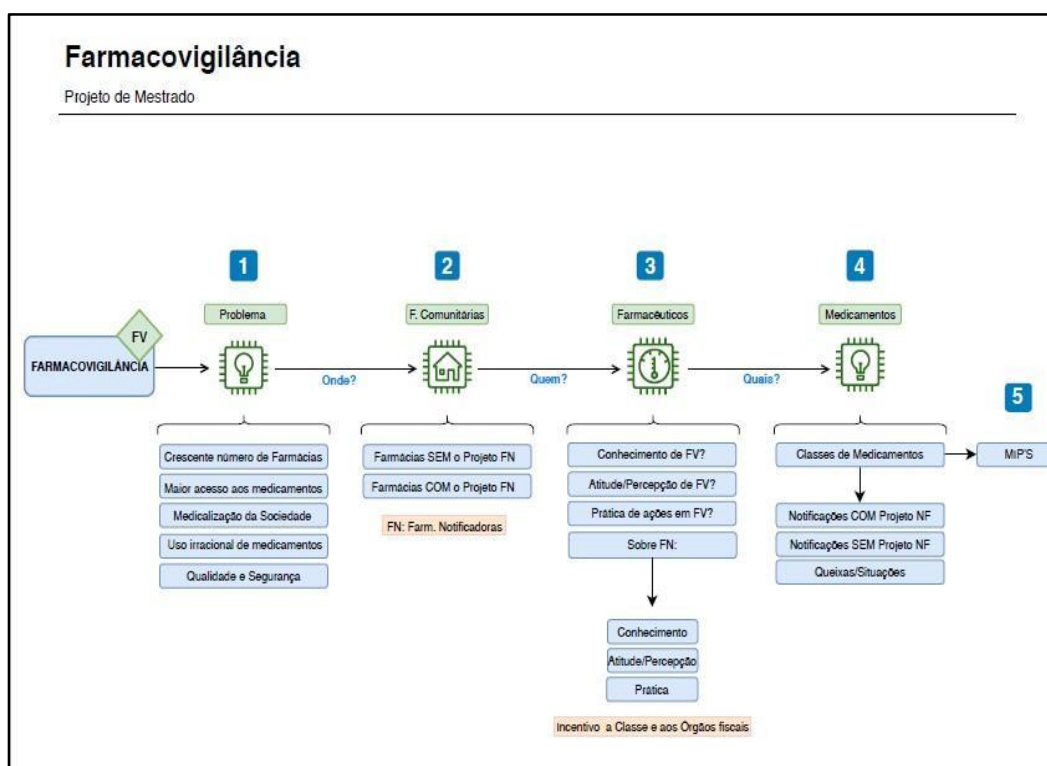 Farmacovigilância
Projeto de Mestrado
1
2
3
4
5
FV
FARMACOVIGILÂNCIA
Problema
F. Comunitárias
Farmacêuticos
Medicamentos
Onde?
Quem?
Quais?
Crescente número de Farmácias
Maior acesso aos medicamentos
Medicalização da Sociedade
Uso irracional de medicamentos
Qualidade e Segurança
Farmácias SEM o Projeto FN
Farmácias COM o Projeto FN
FN: Farm. Notificadoras
Conhecimento de FV?
Atitude/Percepção de FV?
Prática de ações em FV?
Sobre FN:
Conhecimento
Atitude/Percepção
Prática
Incentivo a Classe e aos Órgãos fiscais
Classes de Medicamentos
MIP'S
Notificações COM Projeto NF
Notificações SEM Projeto NF
Queixas/Situações